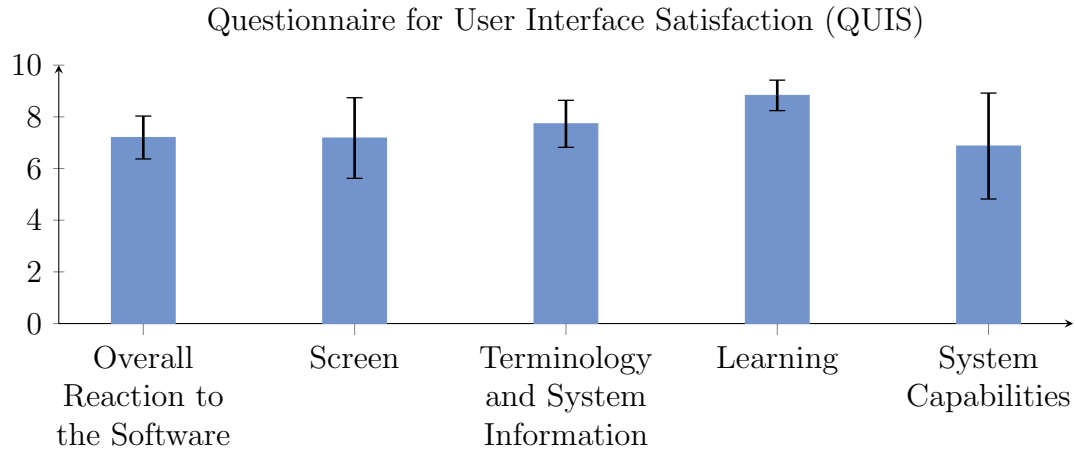 Questionnaire for User Interface Satisfaction (QUIS)
10
8
6
4
2
0
Overall
Reaction to
the Software
Screen
Terminology
and System
Information
Learning
System
Capabilities